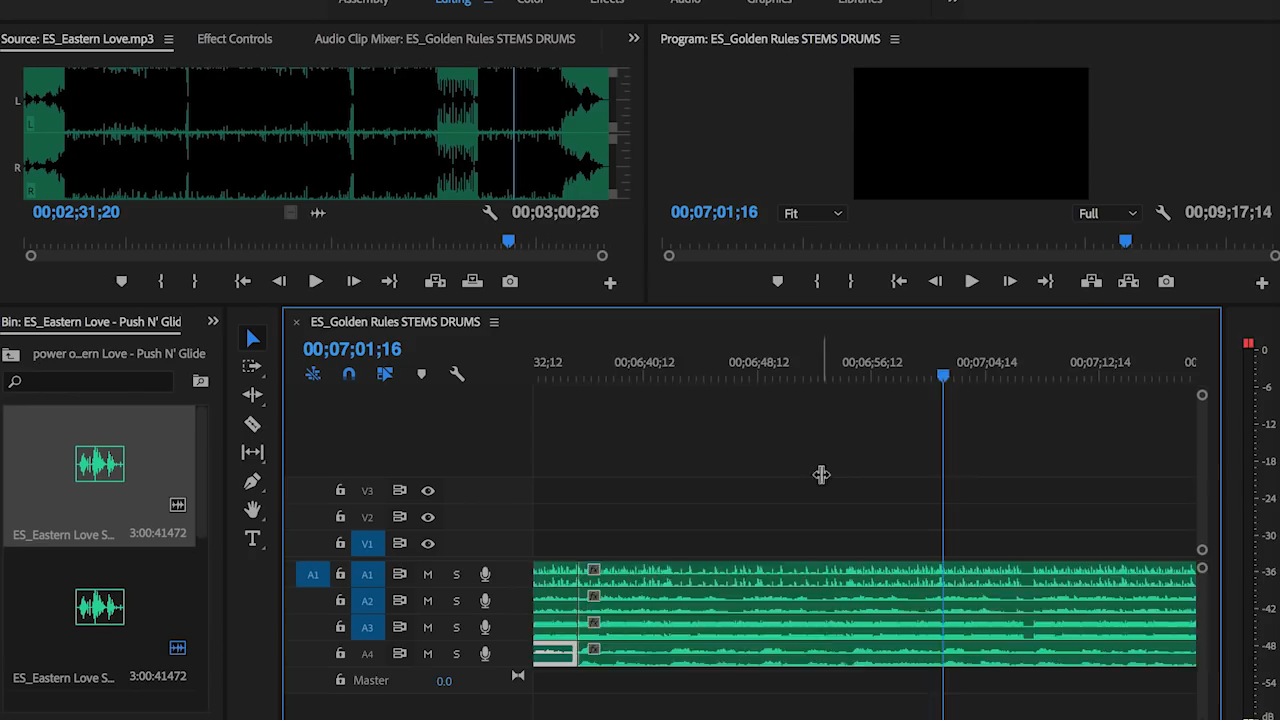 Assembly Editing Color Effects Audio Graphics Libraries
Source: ES_Eastern Love.mp3 Effect Controls Audio Clip Mixer: ES_Golden Rules STEMS DRUMS
Program: ES_Golden Rules STEMS DRUMS
L
L
R
R
00;02;31;20 00;03;00;26
00;07;01;16 Fit Full 00;09;17;14
Bin: ES_Eastern Love - Push N' Glid
power o...ern Love - Push N' Glide
ES_Eastern Love S... 3:00:41472
ES_Eastern Love S... 3:00:41472
T
× ES_Golden Rules STEMS DRUMS
00;07;01;16
32;12 00;06;40;12 00;06;48;12 00;06;56;12 00;07;04;14 00;07;12;14 00
V3
V2
V1
A1 A1 M S fx
A2 M S fx
A3 M S fx
A4 M S fx
Master 0.0
0
-6
-12
-18
-24
-30
-36
-42
-48
-54
dB